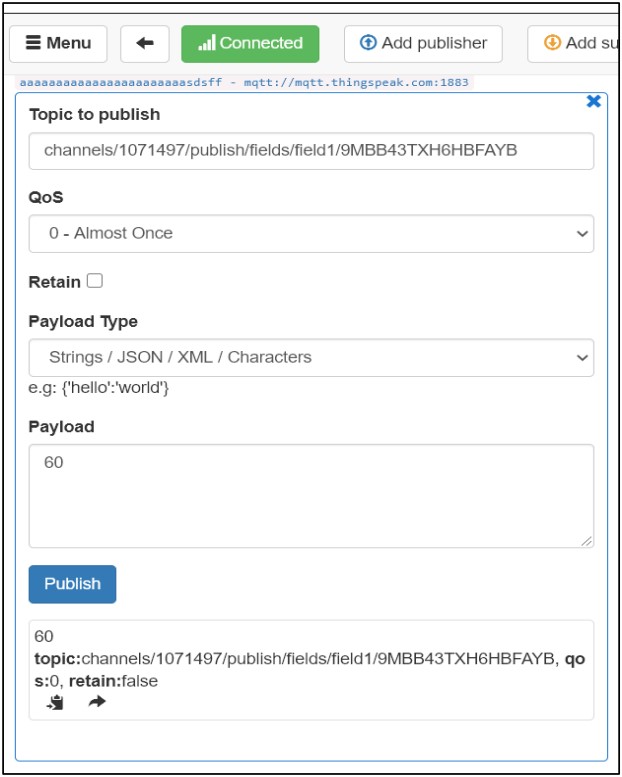 Menu
Connected
Add publisher
Add su
aaaaaaaaaaaaaaaaaaaaaaaasdsff - mqtt://mqtt.thingspeak.com:1883
Topic to publish
channels/1071497/publish/fields/field1/9MBB43TXH6HBFAYB
QoS
0 - Almost Once
Retain
Payload Type
Strings / JSON / XML / Characters
e.g: {'hello':'world'}
Payload
60
Publish
60
topic:channels/1071497/publish/fields/field1/9MBB43TXH6HBFAYB, qo
s:0, retain:false